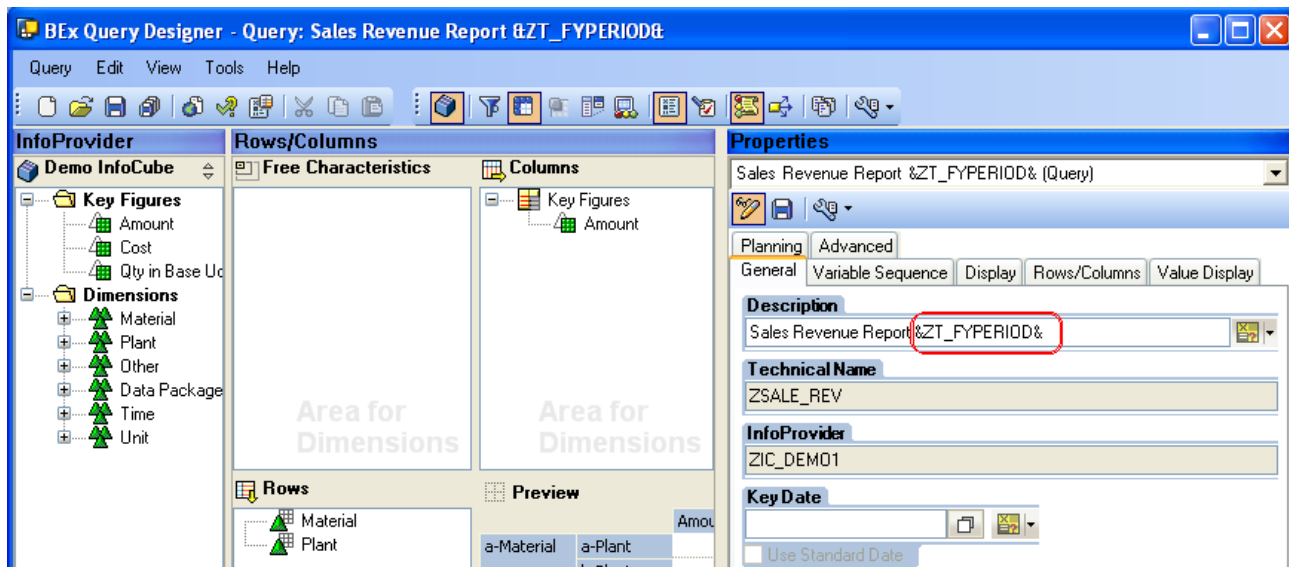 BEx Query Designer - Query: Sales Revenue Report &ZT_FYPERIOD&
Query Edit View Tools Help
InfoProvider
Demo InfoCube
Key Figures
Amount
Cost
Qty in Base Uo
Dimensions
Material
Plant
Other
Data Package
Time
Unit
Rows/Columns
Free Characteristics
Area for
Dimensions
Columns
Key Figures
Amount
Area for
Dimensions
Rows
Material
Plant
Preview
Amou
a-Material a-Plant
Properties
Sales Revenue Report &ZT_FYPERIOD& (Query)
Planning Advanced
General Variable Sequence Display Rows/Columns Value Display
Description
Sales Revenue Report &ZT_FYPERIOD&
Technical Name
ZSALE_REV
InfoProvider
ZIC_DEMO1
Key Date
Use Standard Date